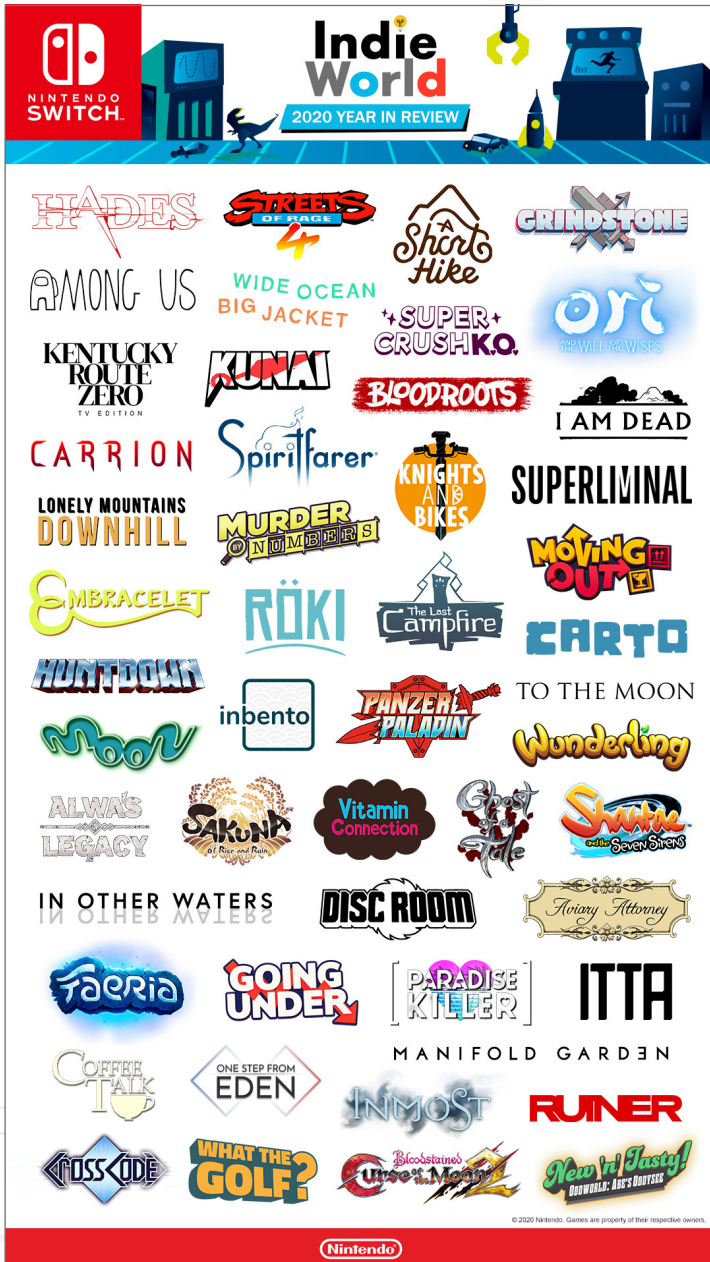 NINTENDO
SWITCH™
Indie
World
2020 YEAR IN REVIEW
HADES
STREETS
OF RAGE
4
A
Short
Hike
GRINDSTONE
AMONG US
WIDE OCEAN
BIG JACKET
SUPER
CRUSH K.O.
ori
AND THE WILL OF THE WISPS
KENTUCKY
ROUTE
ZERO
TV EDITION
KUNAI
BLOODROOTS
I AM DEAD
CARRION
Spiritfarer
KNIGHTS
AND
BIKES
SUPERLIMINAL
LONELY MOUNTAINS
DOWNHILL
MURDER
BY NUMBERS
MOVING
OUT
EMBRACELET
RÖKI
The Last
Campfire
CARTO
HUNTDOWN
inbento
PANZER
PALADIN
TO THE MOON
moon
Wunderling
ALWA'S
LEGACY
SAKUNA
Of Rice and Ruin
Vitamin
Connection
Ghost
of a
Tale
Shantae
and the Seven Sirens
IN OTHER WATERS
DISC ROOM
Aviary Attorney
faeria
GOING
UNDER
[PARADISE
KILLER]
ITTA
COFFEE
TALK
ONE STEP FROM
EDEN
MANIFOLD GARDEN
INMOST
RUINER
CROSSCODE
WHAT THE
GOLF?
Bloodstained
Curse of the Moon 2
New 'n' Tasty!
ODDWORLD: ABE'S ODDYSEE
© 2020 Nintendo. Games are property of their respective owners.
Nintendo